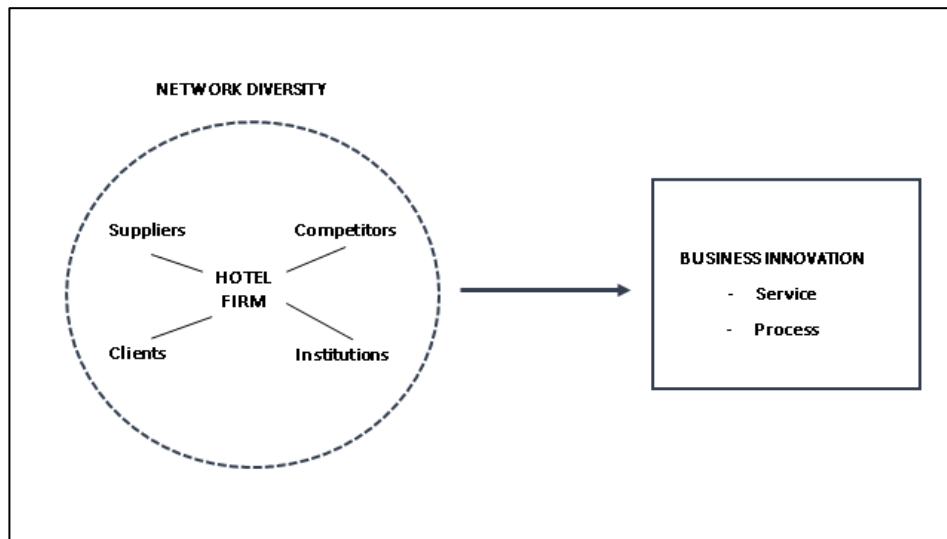 NETWORK DIVERSITY
Suppliers
Competitors
HOTEL
FIRM
Clients
Institutions
BUSINESS INNOVATION
- Service
- Process